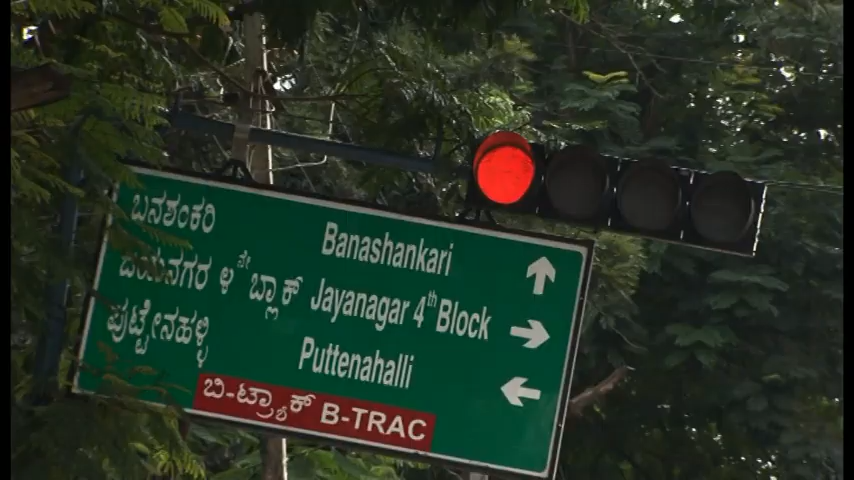 ಬನಶಂಕರಿ Banashankari ↑
ಜಯನಗರ ೪ನೇ ಬ್ಲಾಕ್ Jayanagar 4th Block →
ಪುಟ್ಟೇನಹಳ್ಳಿ Puttenahalli ←
ಬಿ-ಟ್ರ್ಯಾಕ್ B-TRAC